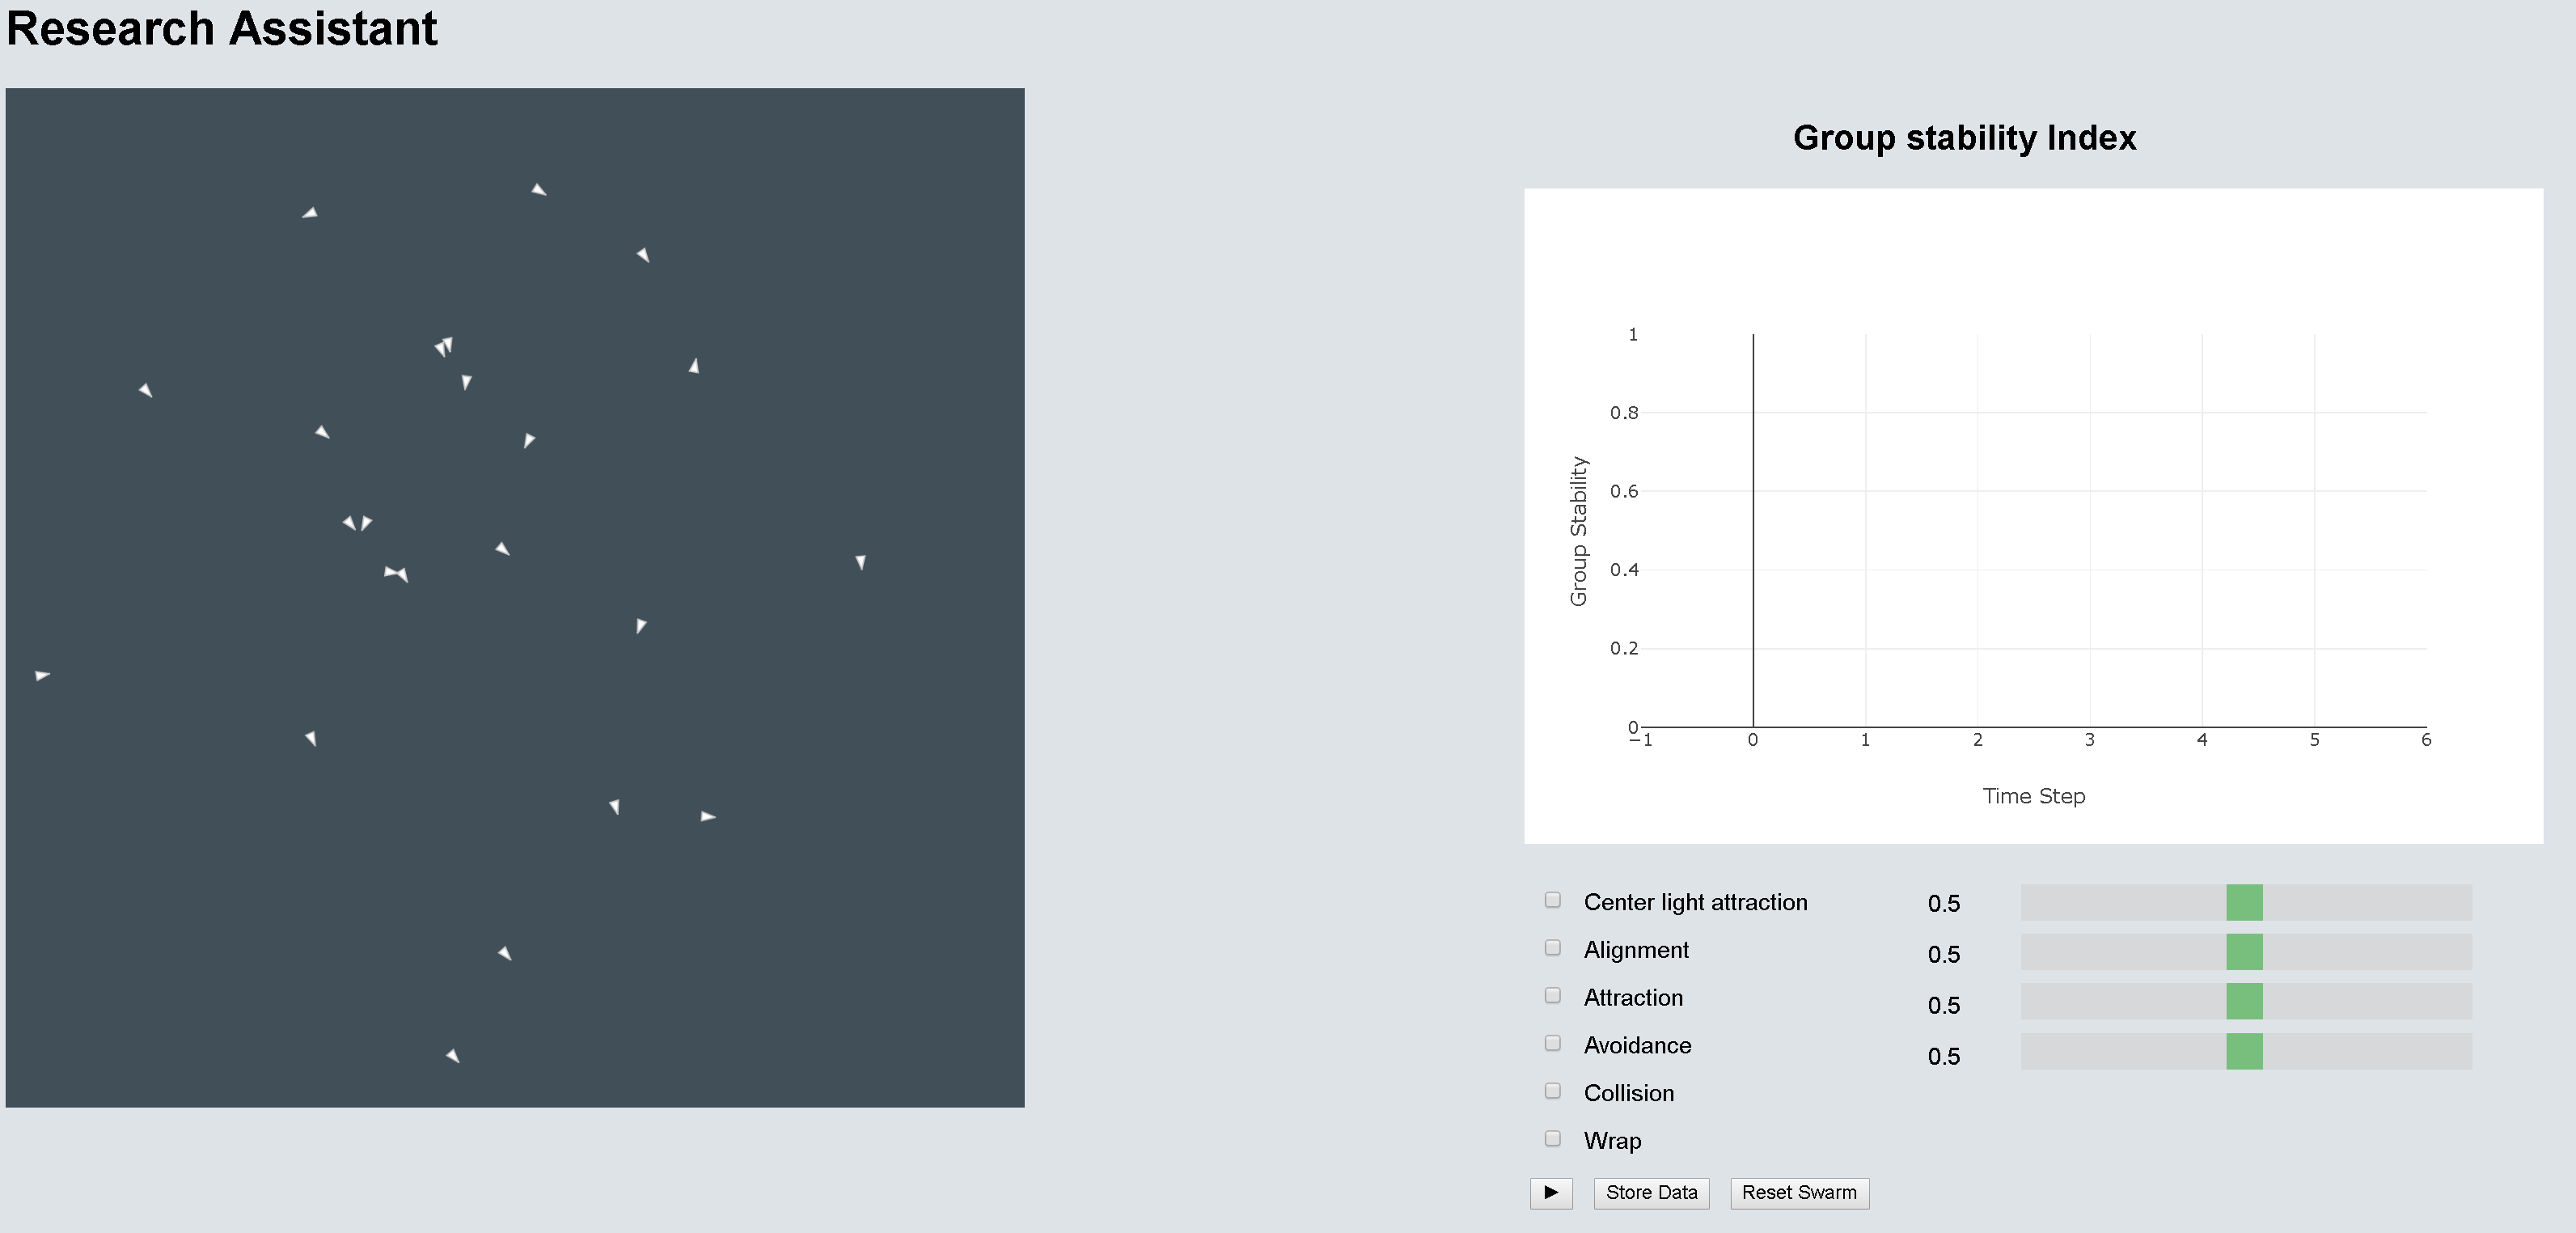 Research Assistant
Group stability Index
1
0.8
0.6
0.4
0.2
0
Group Stability
−1 0 1 2 3 4 5 6
Time Step
Center light attraction 0.5
Alignment 0.5
Attraction 0.5
Avoidance 0.5
Collision
Wrap
Store Data Reset Swarm